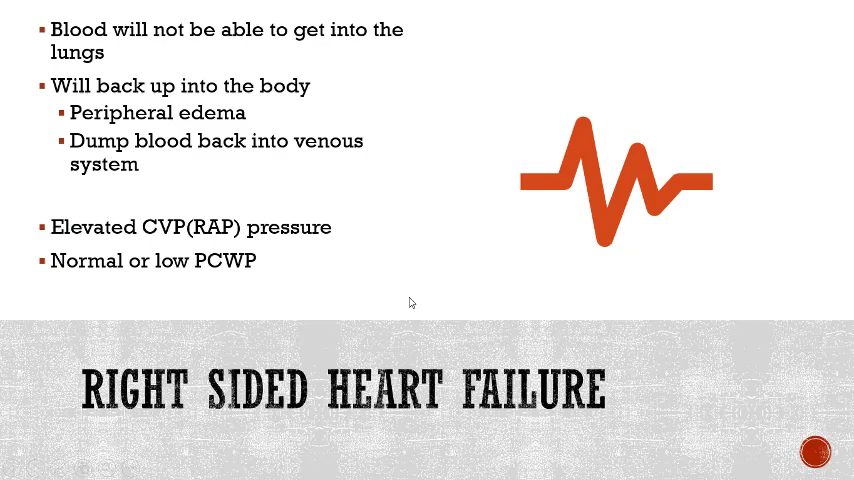 Blood will not be able to get into the
lungs
Will back up into the body
Peripheral edema
Dump blood back into venous
system
Elevated CVP(RAP) pressure
Normal or low PCWP
RIGHT SIDED HEART FAILURE